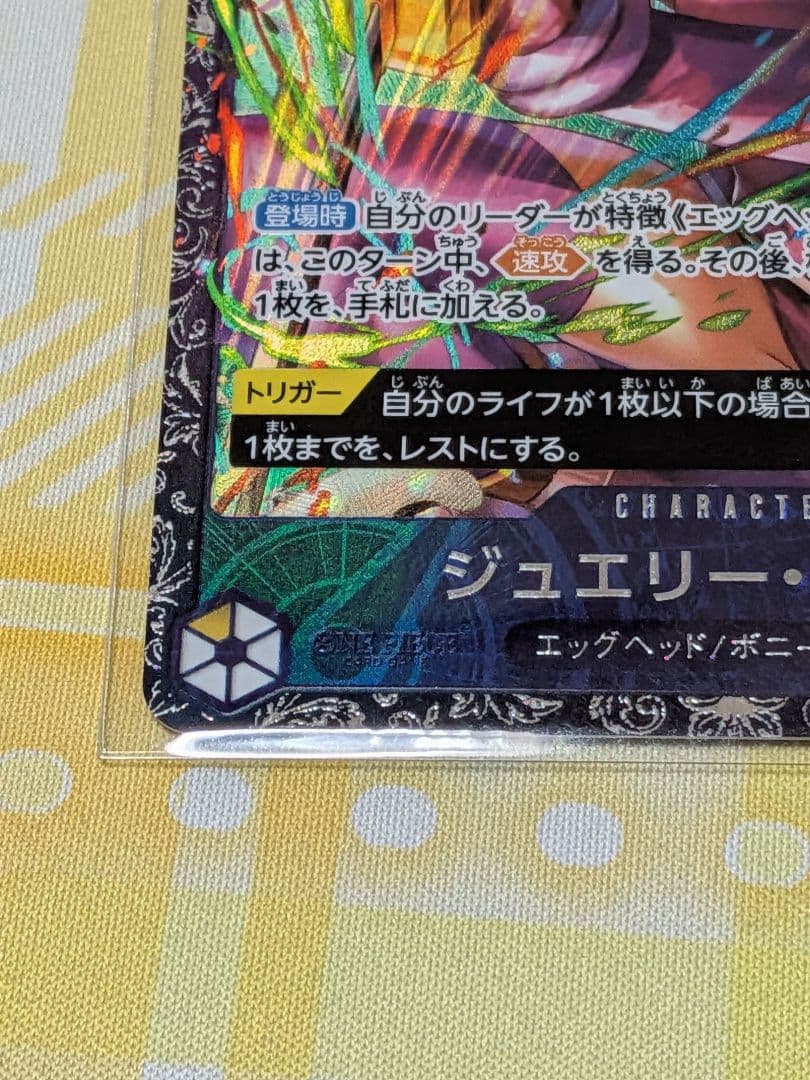 登場時 自分のリーダーが特徴《エッグヘ
は、このターン中、速攻を得る。その後、
1枚を、手札に加える。
トリガー 自分のライフが1枚以下の場合
1枚までを、レストにする。
CHARACTE
ジュエリー・
ONE PIECE
CARD GAME
エッグヘッド/ボニー